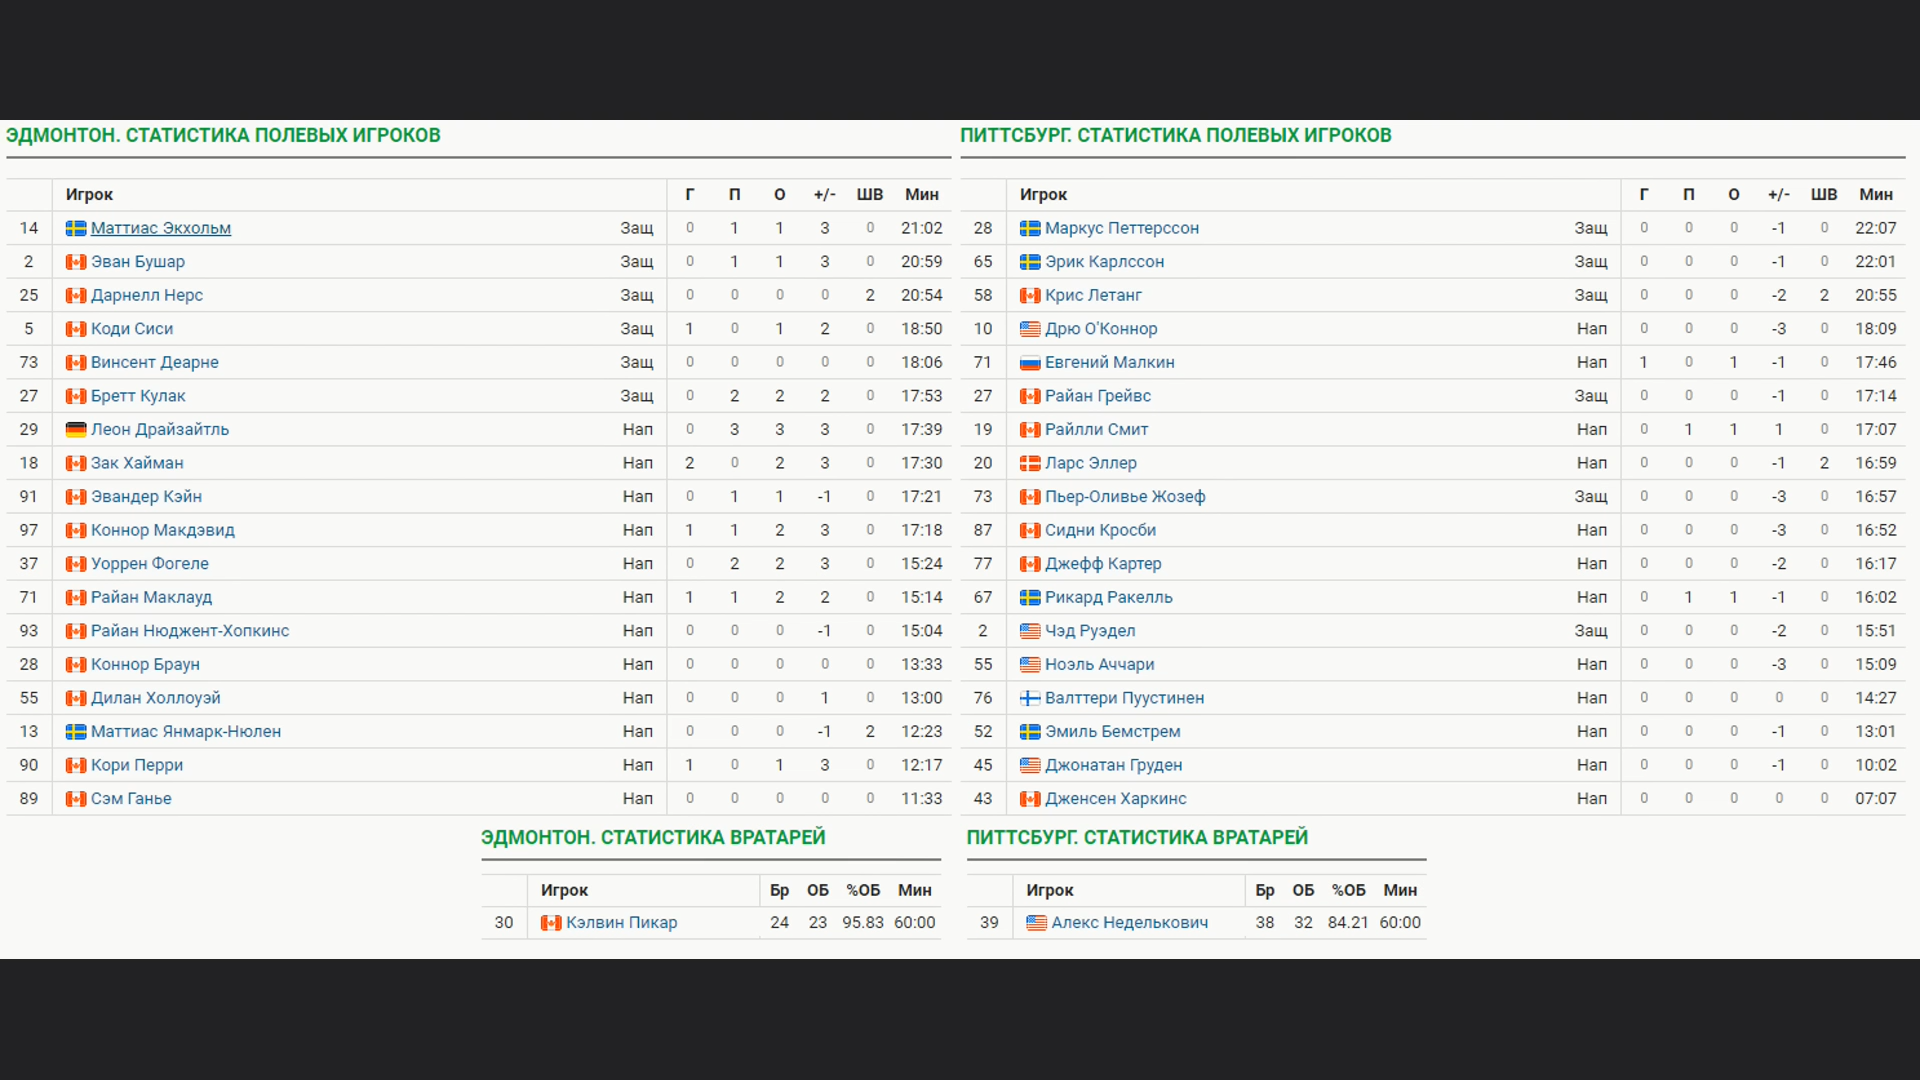 ЭДМОНТОН. СТАТИСТИКА ПОЛЕВЫХ ИГРОКОВ
Игрок Г П О +/- ШВ Мин
14 Маттиас Экхольм Защ 0 1 1 3 0 21:02
2 Эван Бушар Защ 0 1 1 3 0 20:59
25 Дарнелл Нерс Защ 0 0 0 0 2 20:54
5 Коди Сиси Защ 1 0 1 2 0 18:50
73 Винсент Деарне Защ 0 0 0 0 0 18:06
27 Бретт Кулак Защ 0 2 2 2 0 17:53
29 Леон Драйзайтль Нап 0 3 3 3 0 17:39
18 Зак Хайман Нап 2 0 2 3 0 17:30
91 Эвандер Кэйн Нап 0 1 1 -1 0 17:21
97 Коннор Макдэвид Нап 1 1 2 3 0 17:18
37 Уоррен Фогеле Нап 0 2 2 3 0 15:24
71 Райан Маклауд Нап 1 1 2 2 0 15:14
93 Райан Нюджент-Хопкинс Нап 0 0 0 -1 0 15:04
28 Коннор Браун Нап 0 0 0 0 0 13:33
55 Дилан Холлоуэй Нап 0 0 0 1 0 13:00
13 Маттиас Янмарк-Нюлен Нап 0 0 0 -1 2 12:23
90 Кори Перри Нап 1 0 1 3 0 12:17
89 Сэм Ганье Нап 0 0 0 0 0 11:33
ПИТТСБУРГ. СТАТИСТИКА ПОЛЕВЫХ ИГРОКОВ
Игрок Г П О +/- ШВ Мин
28 Маркус Петтерссон Защ 0 0 0 -1 0 22:07
65 Эрик Карлссон Защ 0 0 0 -1 0 22:01
58 Крис Летанг Защ 0 0 0 -2 2 20:55
10 Дрю О'Коннор Нап 0 0 0 -3 0 18:09
71 Евгений Малкин Нап 1 0 1 -1 0 17:46
27 Райан Грейвс Защ 0 0 0 -1 0 17:14
19 Райлли Смит Нап 0 1 1 1 0 17:07
20 Ларс Эллер Нап 0 0 0 -1 2 16:59
73 Пьер-Оливье Жозеф Защ 0 0 0 -3 0 16:57
87 Сидни Кросби Нап 0 0 0 -3 0 16:52
77 Джефф Картер Нап 0 0 0 -2 0 16:17
67 Рикард Ракелль Нап 0 1 1 -1 0 16:02
2 Чэд Руэдел Защ 0 0 0 -2 0 15:51
55 Ноэль Аччари Нап 0 0 0 -3 0 15:09
76 Валттери Пуустинен Нап 0 0 0 0 0 14:27
52 Эмиль Бемстрем Нап 0 0 0 -1 0 13:01
45 Джонатан Груден Нап 0 0 0 -1 0 10:02
43 Дженсен Харкинс Нап 0 0 0 0 0 07:07
ЭДМОНТОН. СТАТИСТИКА ВРАТАРЕЙ
Игрок Бр ОБ %ОБ Мин
30 Кэлвин Пикар 24 23 95.83 60:00
ПИТТСБУРГ. СТАТИСТИКА ВРАТАРЕЙ
Игрок Бр ОБ %ОБ Мин
39 Алекс Неделькович 38 32 84.21 60:00